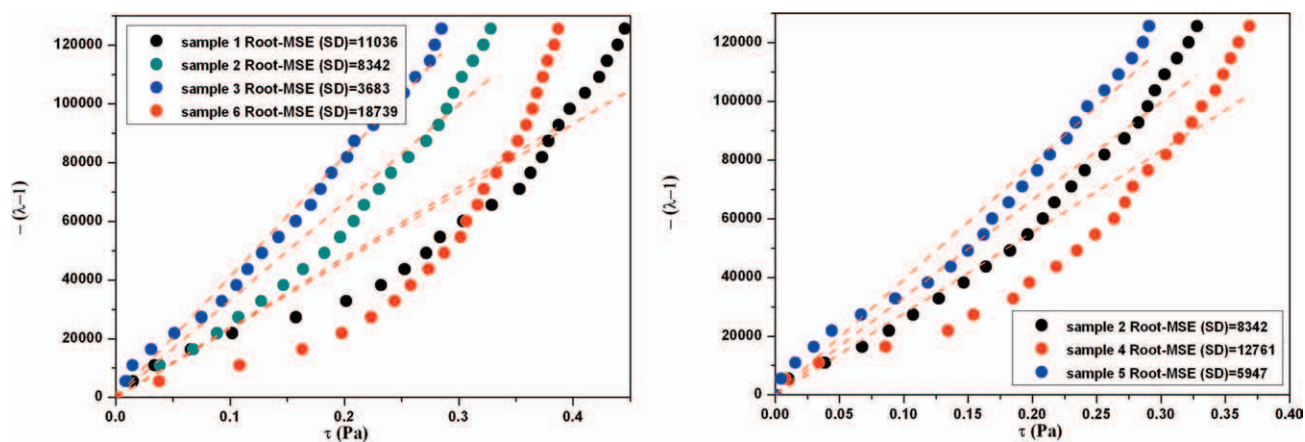 120000
100000
80000
60000
40000
20000
0
− (λ−1)
sample 1 Root-MSE (SD)=11036
sample 2 Root-MSE (SD)=8342
sample 3 Root-MSE (SD)=3683
sample 6 Root-MSE (SD)=18739
0.0 0.1 0.2 0.3 0.4
τ (Pa)
120000
100000
80000
60000
40000
20000
0
− (λ−1)
sample 2 Root-MSE (SD)=8342
sample 4 Root-MSE (SD)=12761
sample 5 Root-MSE (SD)=5947
0.00 0.05 0.10 0.15 0.20 0.25 0.30 0.35 0.40
τ (Pa)